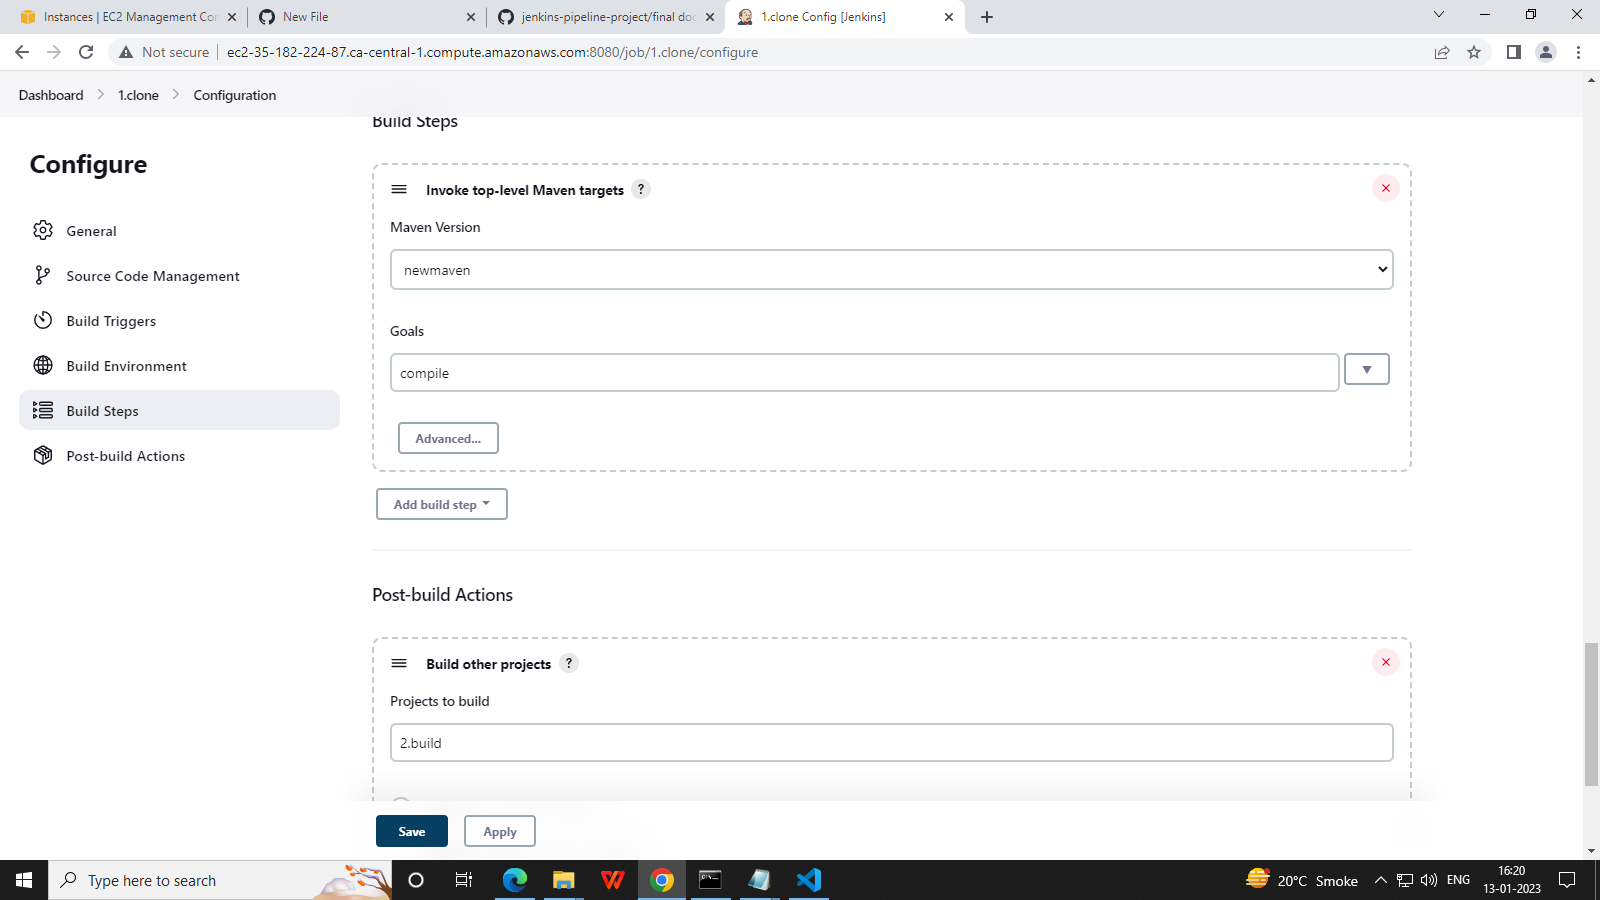 Instances | EC2 Management Con
New File
jenkins-pipeline-project/final doc
1.clone Config [Jenkins]
Not secure
ec2-35-182-224-87.ca-central-1.compute.amazonaws.com:8080/job/1.clone/configure
Dashboard
1.clone
Configuration
Configure
General
Source Code Management
Build Triggers
Build Environment
Build Steps
Post-build Actions
Build Steps
Invoke top-level Maven targets ?
Maven Version
newmaven
Goals
compile
Advanced...
Add build step
Post-build Actions
Build other projects ?
Projects to build
2.build
Save
Apply
Type here to search
20°C Smoke
ENG
16:20
13-01-2023